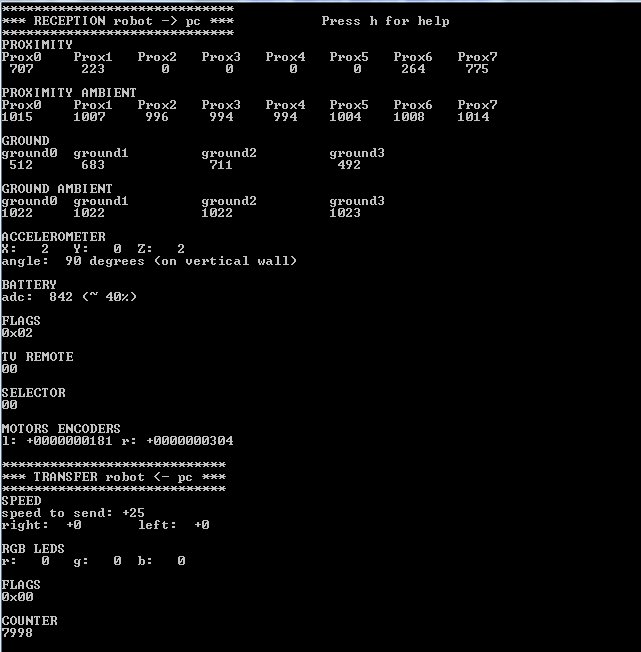 *****************************
*** RECEPTION robot -> pc ***           Press h for help
*****************************
PROXIMITY
Prox0   Prox1   Prox2   Prox3   Prox4   Prox5   Prox6   Prox7
 707     223      0       0       0       0      264     775
PROXIMITY AMBIENT
Prox0   Prox1   Prox2   Prox3   Prox4   Prox5   Prox6   Prox7
1015    1007     996     994     994    1004    1008    1014
GROUND
ground0  ground1         ground2         ground3
 512      683             711             492
GROUND AMBIENT
ground0  ground1         ground2         ground3
1022     1022            1022            1023
ACCELEROMETER
X:   2   Y:   0  Z:   2
angle:  90 degrees (on vertical wall)
BATTERY
adc:  842 (~ 40%)
FLAGS
0x02
TV REMOTE
00
SELECTOR
00
MOTORS ENCODERS
l: +0000000181 r: +0000000304
****************************
*** TRANSFER robot <- pc ***
****************************
SPEED
speed to send: +25
right:  +0       left:  +0
RGB LEDS
r:   0   g:   0  b:   0
FLAGS
0x00
COUNTER
7998